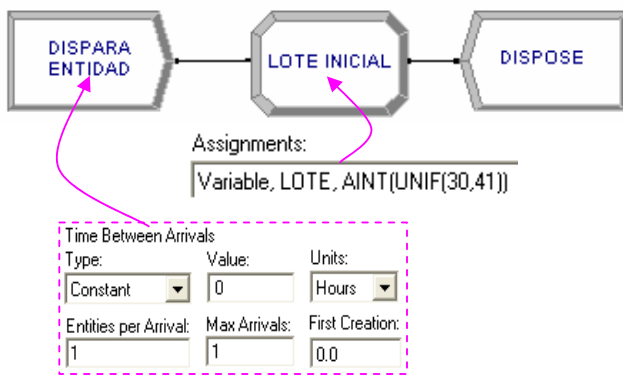 DISPARA
ENTIDAD
LOTE INICIAL
DISPOSE
Assignments:
Variable, LOTE, AINT(UNIF(30,41))
Time Between Arrivals
Type: Value: Units:
Constant 0 Hours
Entities per Arrival: Max Arrivals: First Creation:
1 1 0.0